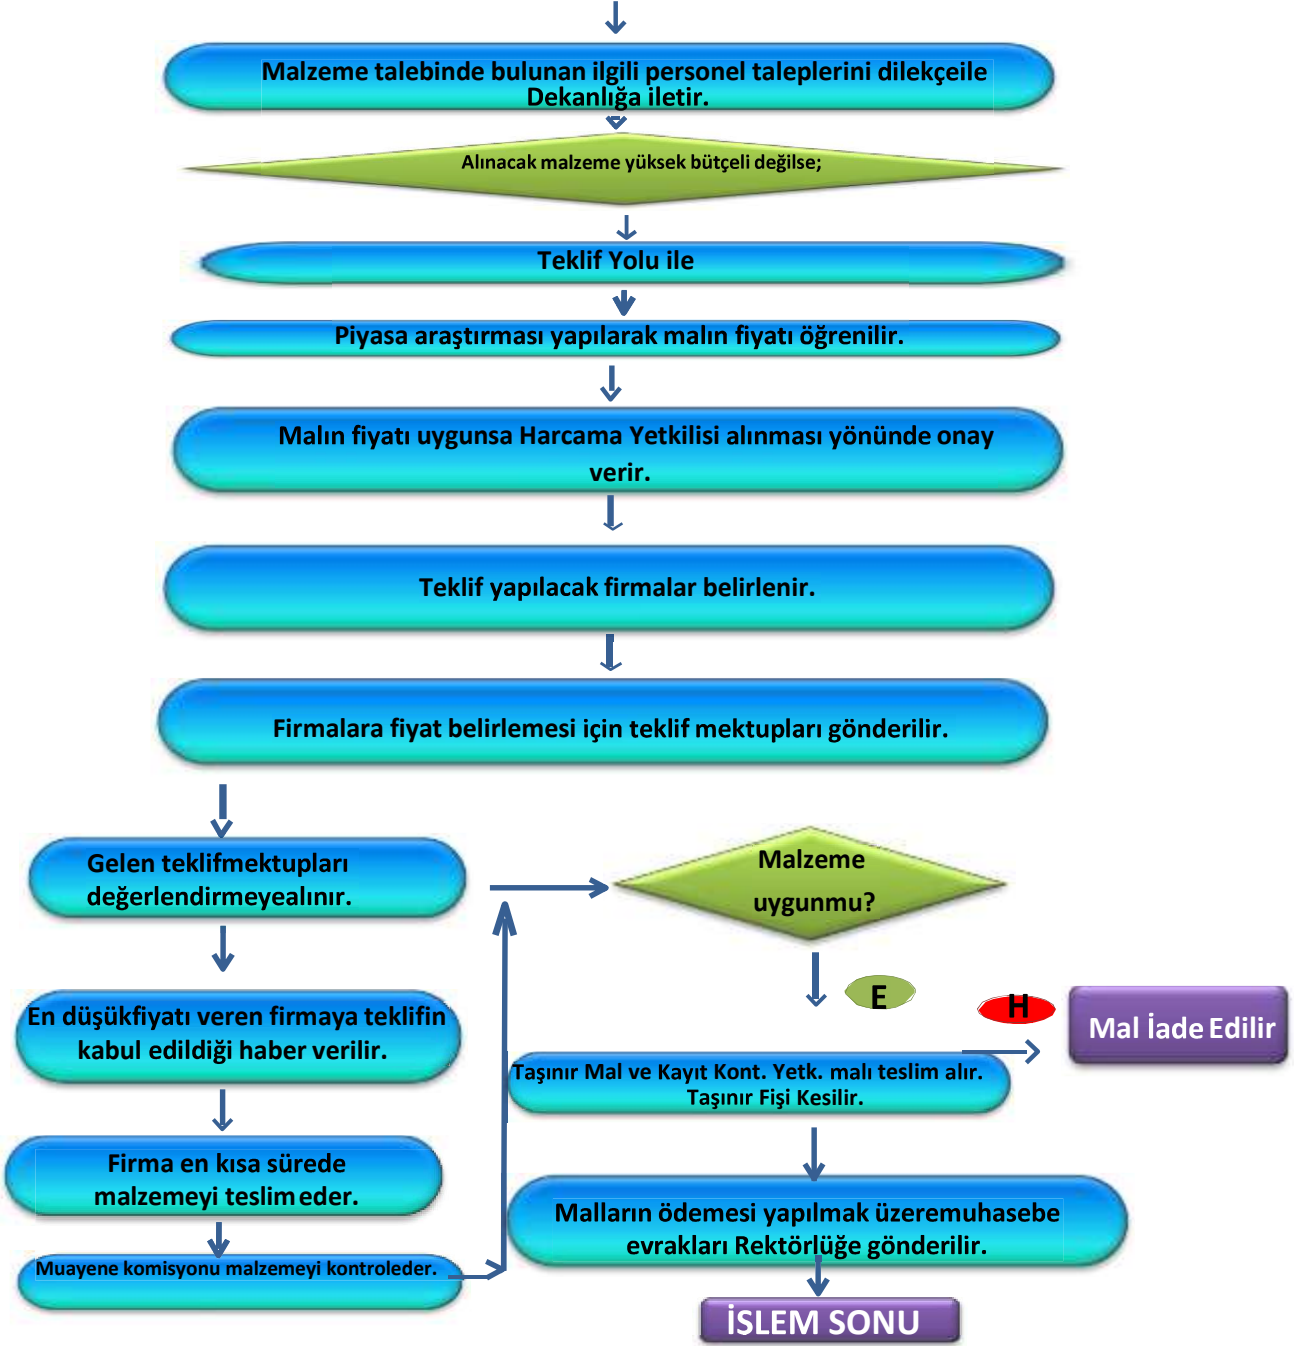 Malzeme talebinde bulunan ilgili personel taleplerini dilekçeile
Dekanlığa iletir.
Alınacak malzeme yüksek bütçeli değilse;
Teklif Yolu ile
Piyasa araştırması yapılarak malın fiyatı öğrenilir.
Malın fiyatı uygunsa Harcama Yetkilisi alınması yönünde onay
verir.
Teklif yapılacak firmalar belirlenir.
Firmalara fiyat belirlemesi için teklif mektupları gönderilir.
Gelen teklifmektupları
değerlendirmeyealınır.
En düşükfiyatı veren firmaya teklifin
kabul edildiği haber verilir.
Firma en kısa sürede
malzemeyi teslim eder.
Muayene komisyonu malzemeyi kontroleder.
Malzeme
uygunmu?
E
H
Mal İade Edilir
Taşınır Mal ve Kayıt Kont. Yetk. malı teslim alır.
Taşınır Fişi Kesilir.
Malların ödemesi yapılmak üzeremuhasebe
evrakları Rektörlüğe gönderilir.
İSLEM SONU